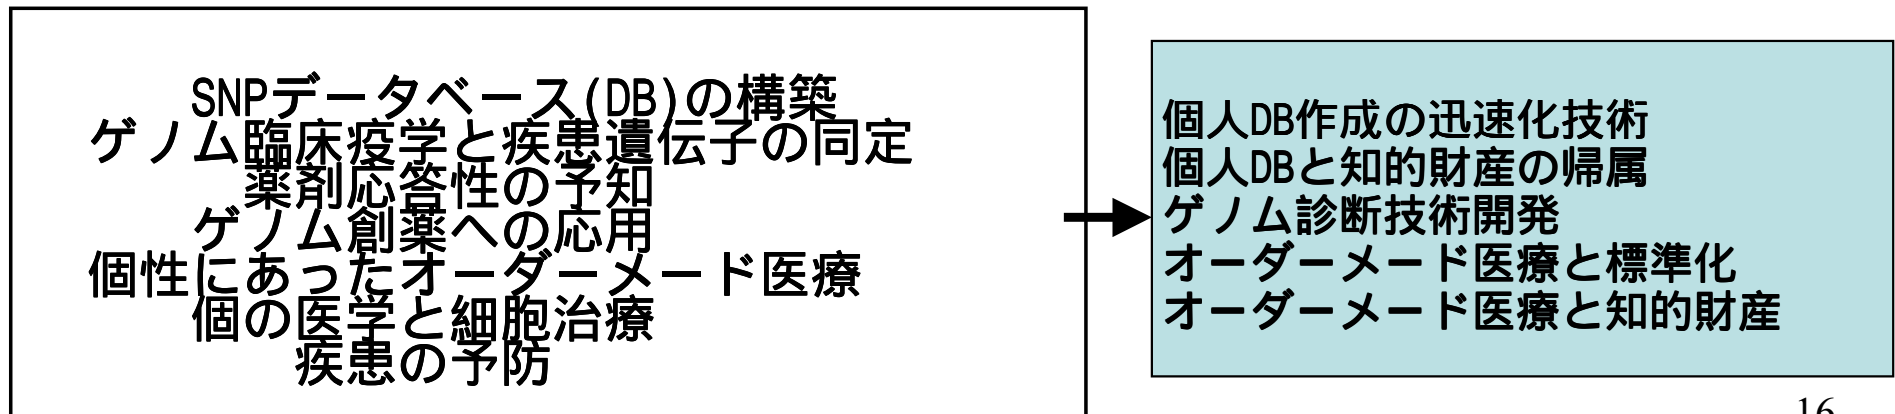 SNPデータベース(DB)の構築
ゲノム臨床疫学と疾患遺伝子の同定
薬剤応答性の予知
ゲノム創薬への応用
個性にあったオーダーメード医療
個の医学と細胞治療
疾患の予防
個人DB作成の迅速化技術
個人DBと知的財産の帰属
ゲノム診断技術開発
オーダーメード医療と標準化
オーダーメード医療と知的財産
16